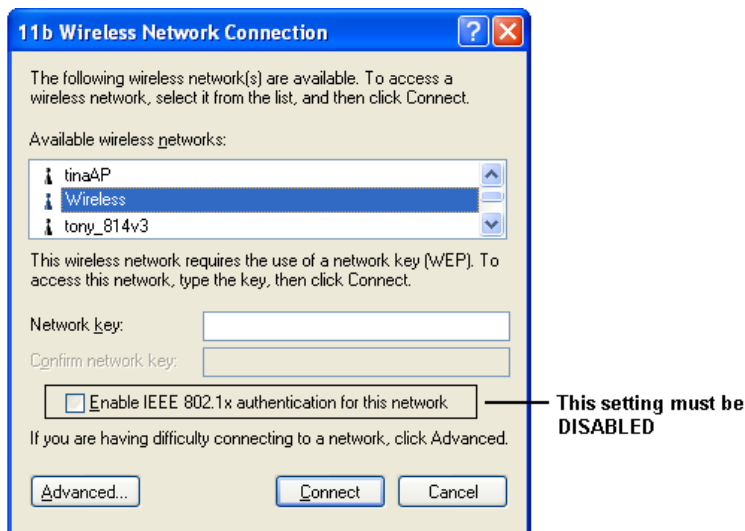 11b Wireless Network Connection
The following wireless network(s) are available. To access a
wireless network, select it from the list, and then click Connect.
Available wireless networks:
tinaAP
Wireless
tony_814v3
This wireless network requires the use of a network key (WEP). To
access this network, type the key, then click Connect.
Network key:
Confirm network key:
Enable IEEE 802.1x authentication for this network
This setting must be
DISABLED
If you are having difficulty connecting to a network, click Advanced.
Advanced...
Connect
Cancel